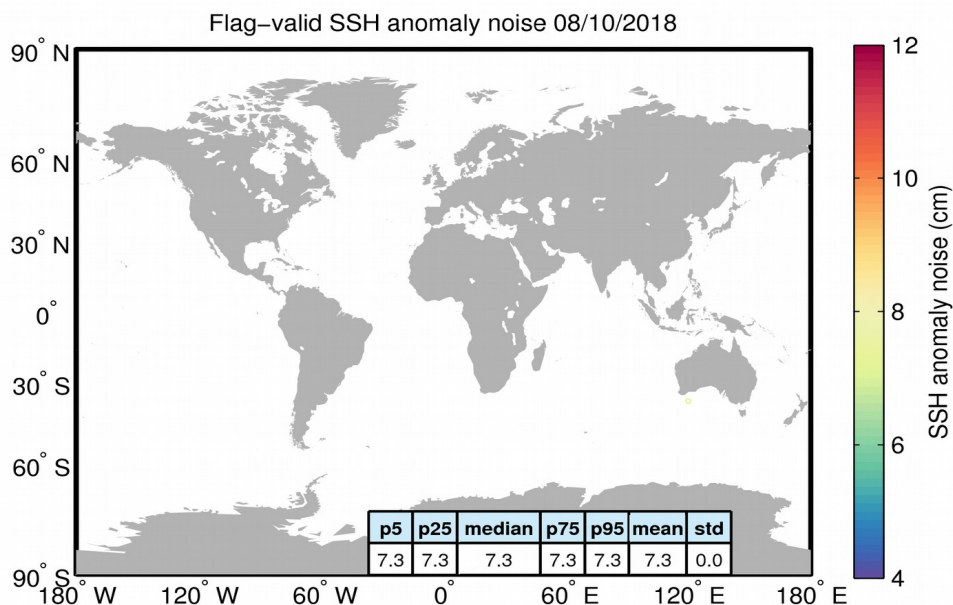 Flag-valid SSH anomaly noise 08/10/2018
90° N
60° N
30° N
0°
30° S
60° S
90° S
180° W 120° W 60° W 0° 60° E 120° E 180° E
p5 p25 median p75 p95 mean std
7.3 7.3 7.3 7.3 7.3 7.3 0.0
12
10
8
6
4
SSH anomaly noise (cm)